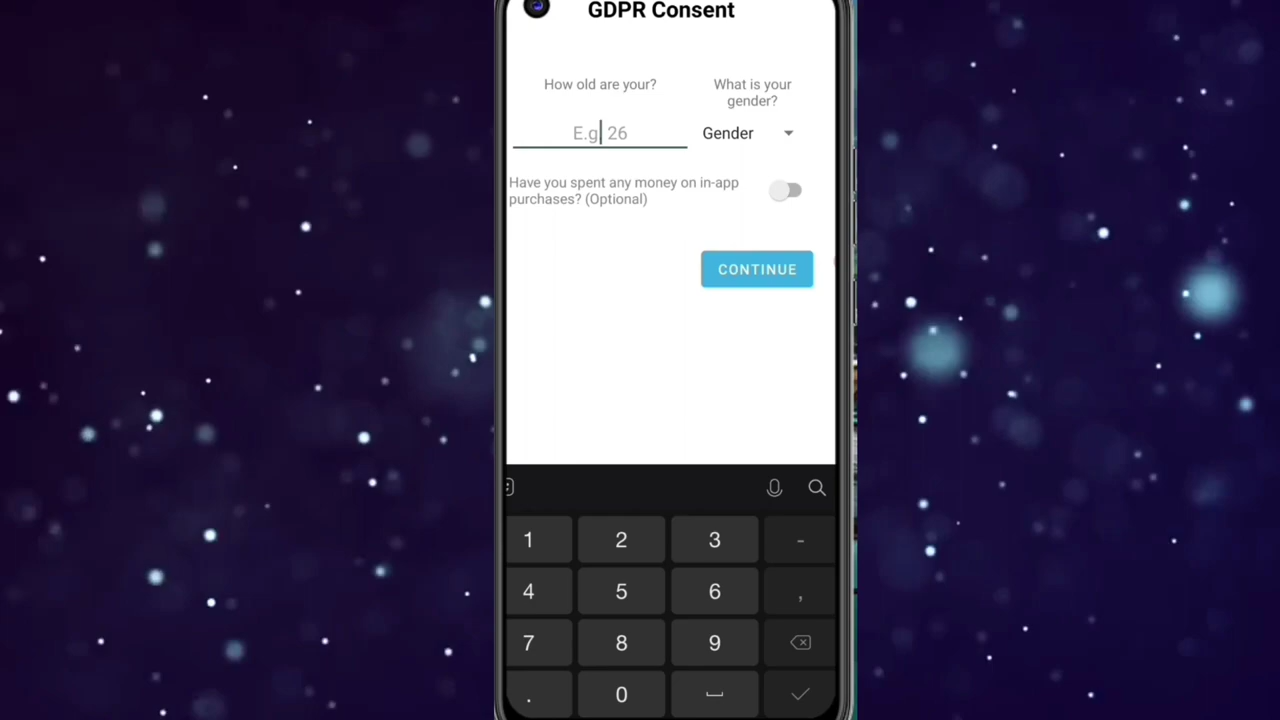 GDPR Consent
How old are your?
What is your
gender?
E.g 26
Gender
Have you spent any money on in-app
purchases? (Optional)
CONTINUE
1 2 3 -
4 5 6 ,
7 8 9
. 0